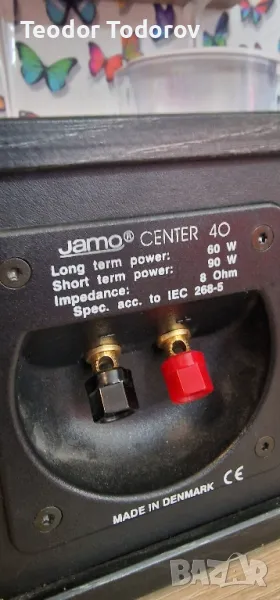 Teodor Todorov
Jamo® CENTER 40
Long term power: 60 W
Short term power: 90 W
Impedance: 8 Ohm
Spec. acc. to IEC 268-5
MADE IN DENMARK CE
BAZAR